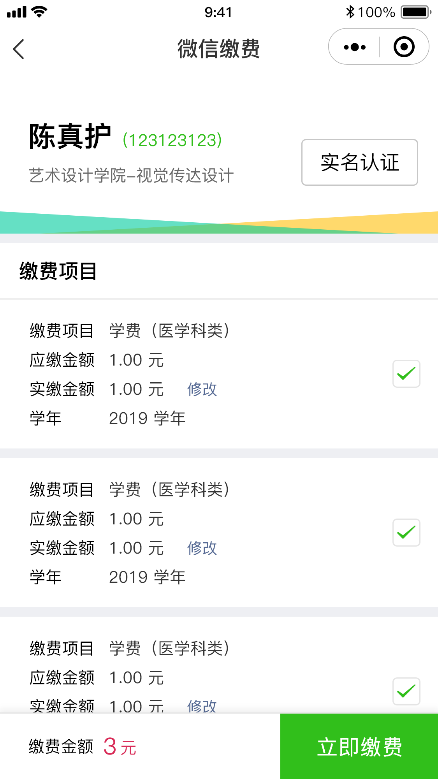 9:41
100%
微信缴费
陈真护 (123123123)
艺术设计学院-视觉传达设计
实名认证
缴费项目
缴费项目 学费（医学科类）
应缴金额 1.00 元
实缴金额 1.00 元 修改
学年 2019 学年
缴费项目 学费（医学科类）
应缴金额 1.00 元
实缴金额 1.00 元 修改
学年 2019 学年
缴费项目 学费（医学科类）
应缴金额 1.00 元
实缴金额 1.00 元 修改
缴费金额 3 元
立即缴费